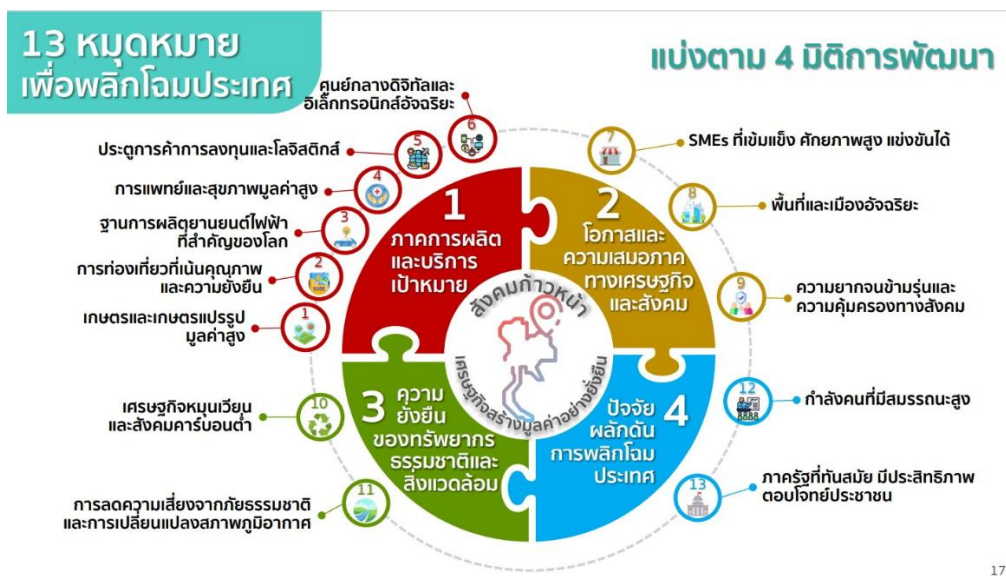 13 หมุดหมาย
เพื่อพลิกโฉมประเทศ
แบ่งตาม 4 มิติการพัฒนา
ศูนย์กลางดิจิทัลและ
อิเล็กทรอนิกส์อัจฉริยะ
6
ประตูการค้าการลงทุนและโลจิสติกส์
5
การแพทย์และสุขภาพมูลค่าสูง
4
ฐานการผลิตยานยนต์ไฟฟ้า
ที่สำคัญของโลก
3
การท่องเที่ยวที่เน้นคุณภาพ
และความยั่งยืน
2
เกษตรและเกษตรแปรรูป
มูลค่าสูง
1
1
ภาคการผลิต
และบริการ
เป้าหมาย
2
โอกาสและ
ความเสมอภาค
ทางเศรษฐกิจ
และสังคม
7
SMEs ที่เข้มแข็ง ศักยภาพสูง แข่งขันได้
8
พื้นที่และเมืองอัจฉริยะ
9
ความยากจนข้ามรุ่นและ
ความคุ้มครองทางสังคม
สังคมก้าวหน้า
เศรษฐกิจสร้างมูลค่าอย่างยั่งยืน
3 ความ
ยั่งยืน
ของทรัพยากร
ธรรมชาติและ
สิ่งแวดล้อม
10
เศรษฐกิจหมุนเวียน
และสังคมคาร์บอนต่ำ
11
การลดความเสี่ยงจากภัยธรรมชาติ
และการเปลี่ยนแปลงสภาพภูมิอากาศ
4
ปัจจัย
ผลักดัน
การพลิกโฉม
ประเทศ
12
กำลังคนที่มีสมรรถนะสูง
13
ภาครัฐที่ทันสมัย มีประสิทธิภาพ
ตอบโจทย์ประชาชน
17